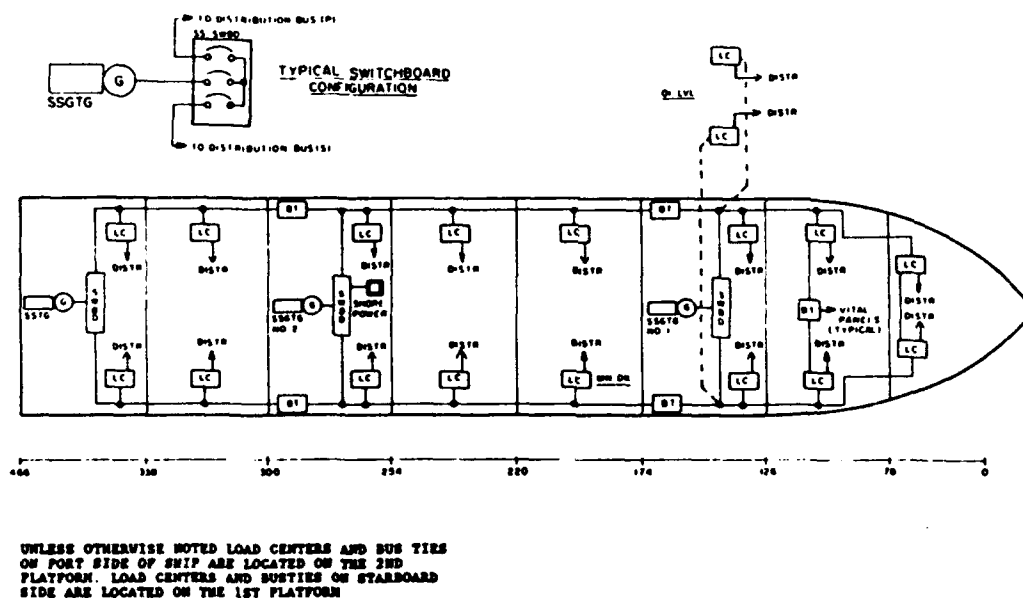 TO DISTRIBUTION BUS (P)
SS SWBD
SSGTG
G
TYPICAL SWITCHBOARD
CONFIGURATION
TO DISTRIBUTION BUS(S)
LC
DISTR
01 LVL
DISTR
LC
BT
BT
LC
LC
LC
LC
LC
LC
LC
DISTR
DISTR
DISTR
DISTR
DISTR
DISTR
DISTR
LC
DISTR
G
SSTG
SWBD
G
SSGTG
NO. 2
SWBD
SHORE
POWER
G
SSGTG
NO. 1
SWBD
BT
VITAL
PANELS
(TYPICAL)
DISTR
DISTR
DISTR
DISTR
DISTR
DISTR
DISTR
DISTR
LC
LC
LC
LC
LC
LC
LC
LC
BT
BT
466
300
254
220
174
126
78
0
UNLESS OTHERWISE NOTED LOAD CENTERS AND BUS TIES
ON PORT SIDE OF SHIP ARE LOCATED ON THE 2ND
PLATFORM. LOAD CENTERS AND BUSTIES ON STARBOARD
SIDE ARE LOCATED ON THE 1ST PLATFORM